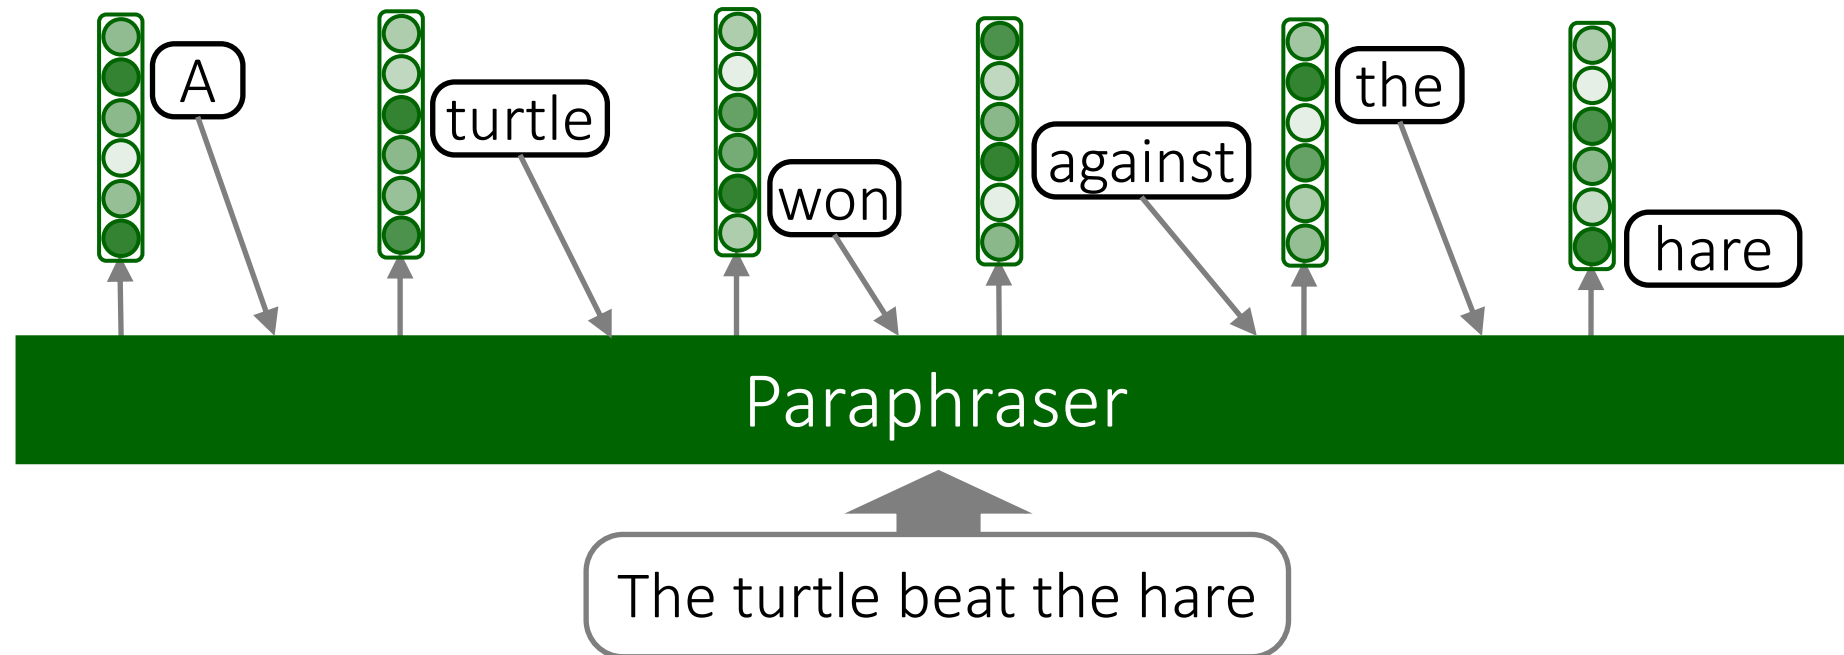 A
turtle
won
against
the
hare
Paraphraser
The turtle beat the hare